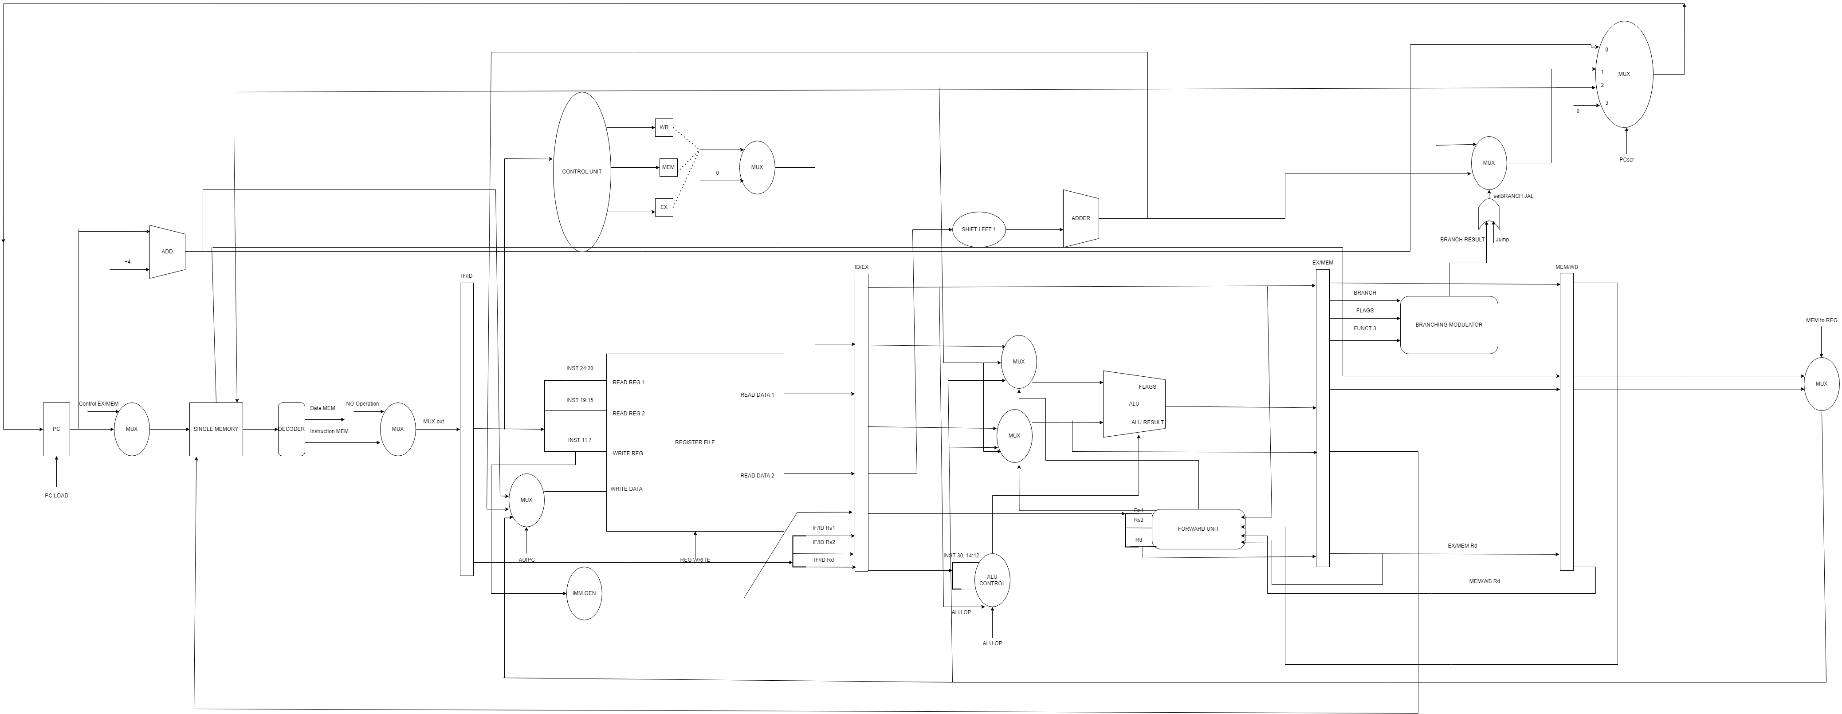 0
MUX
1
2
3
0
PCscr
WB
MEM
EX
0
MUX
CONTROL UNIT
MUX
selBRANCH JAL
BRANCH RESULT
Jump
ADD
+4
SHIFT LEFT 1
ADDER
IF/ID
ID/EX
EX/MEM
MEM/WB
BRANCH
FLAGS
FUNCT 3
BRANCHING MODULATOR
MEM to REG
MUX
Control EX/MEM
PC
MUX
SINGLE MEMORY
DECODER
Data MEM
Instruction MEM
NO Operation
MUX
MUX out
PC LOAD
INST 24:20
INST 19:15
INST 11:7
READ REG 1
READ REG 2
WRITE REG
WRITE DATA
REGISTER FILE
READ DATA 1
READ DATA 2
MUX
MUX
FLAGS
ALU
ALU RESULT
MUX
AUIPC
REG WRITE
IF/ID Rs1
IF/ID Rs2
IF/ID Rd
IMM GEN
Rs1
Rs2
Rd
FORWARD UNIT
INST 30, 14:12
ALU
CONTROL
ALU OP
ALU OP
EX/MEM Rd
MEM/WB Rd